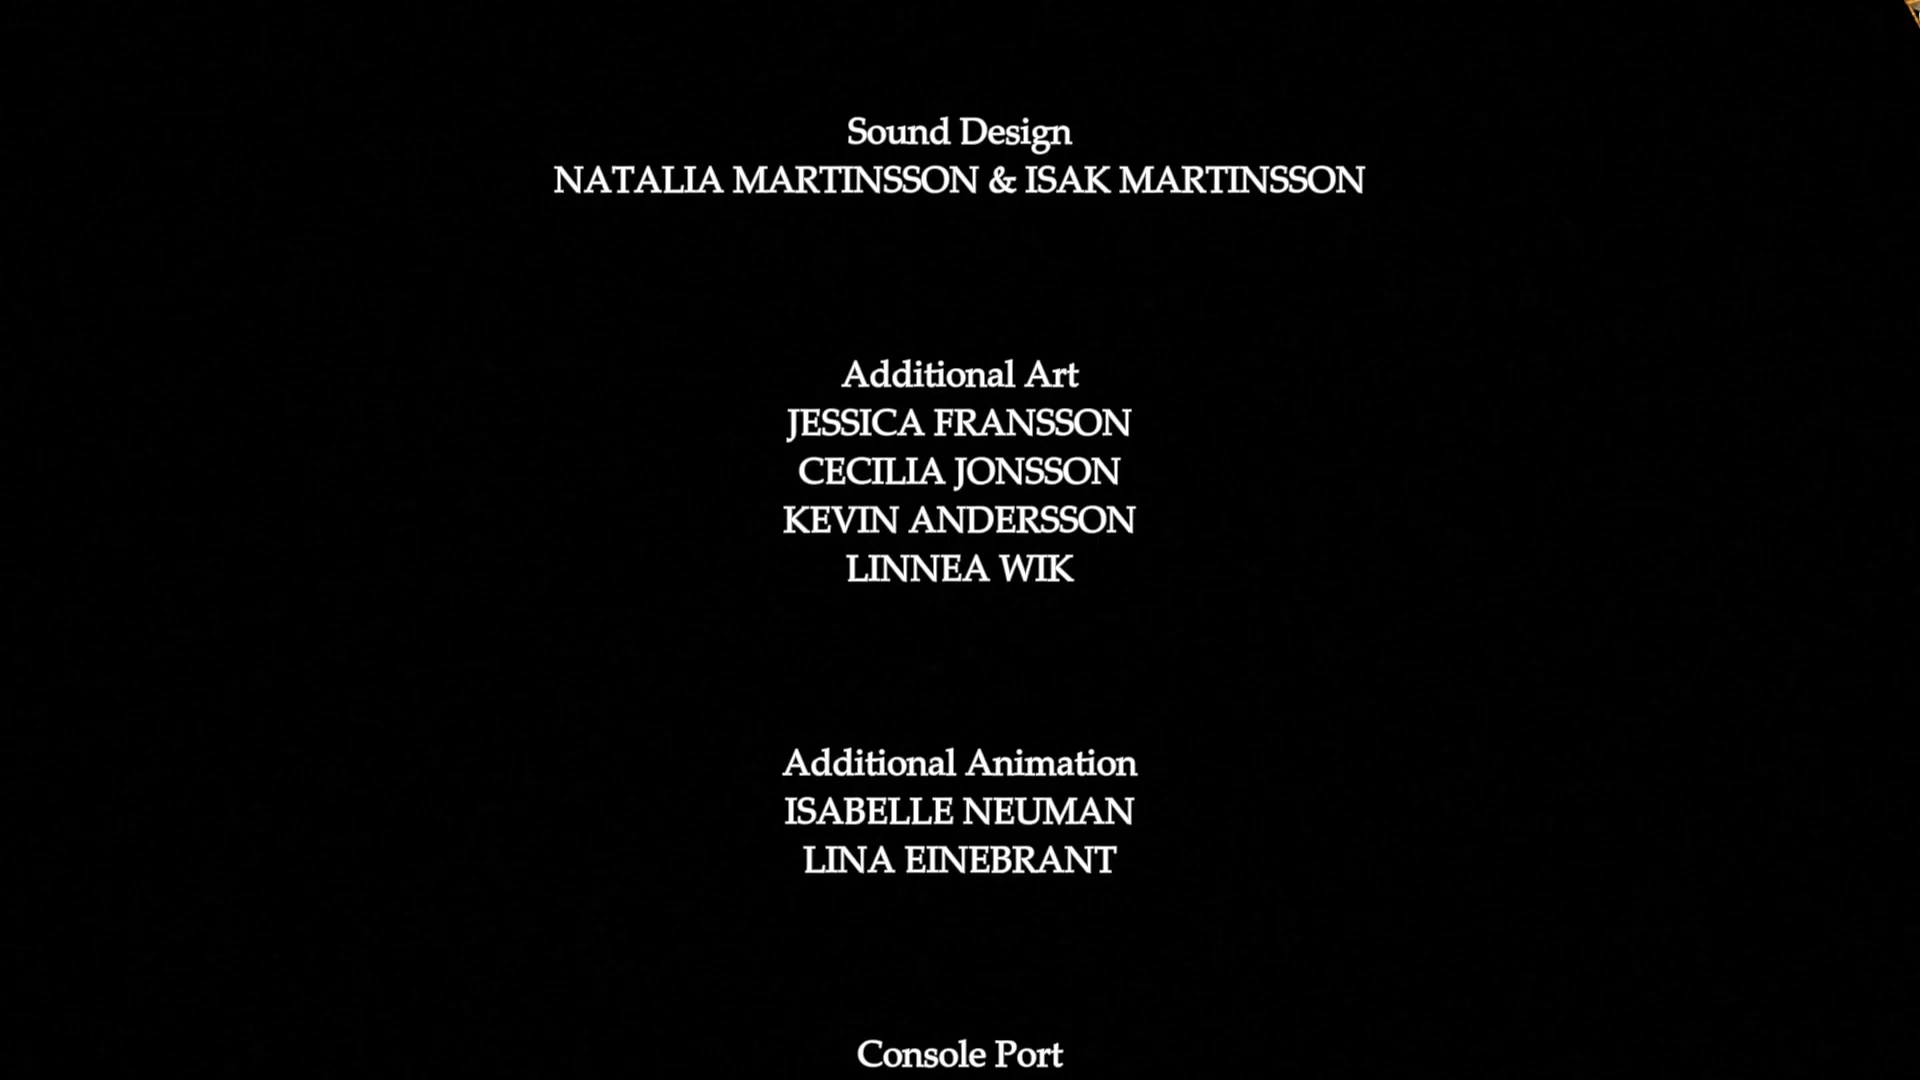 Sound Design
NATALIA MARTINSSON & ISAK MARTINSSON
Additional Art
JESSICA FRANSSON
CECILIA JONSSON
KEVIN ANDERSSON
LINNEA WIK
Additional Animation
ISABELLE NEUMAN
LINA EINEBRANT
Console Port